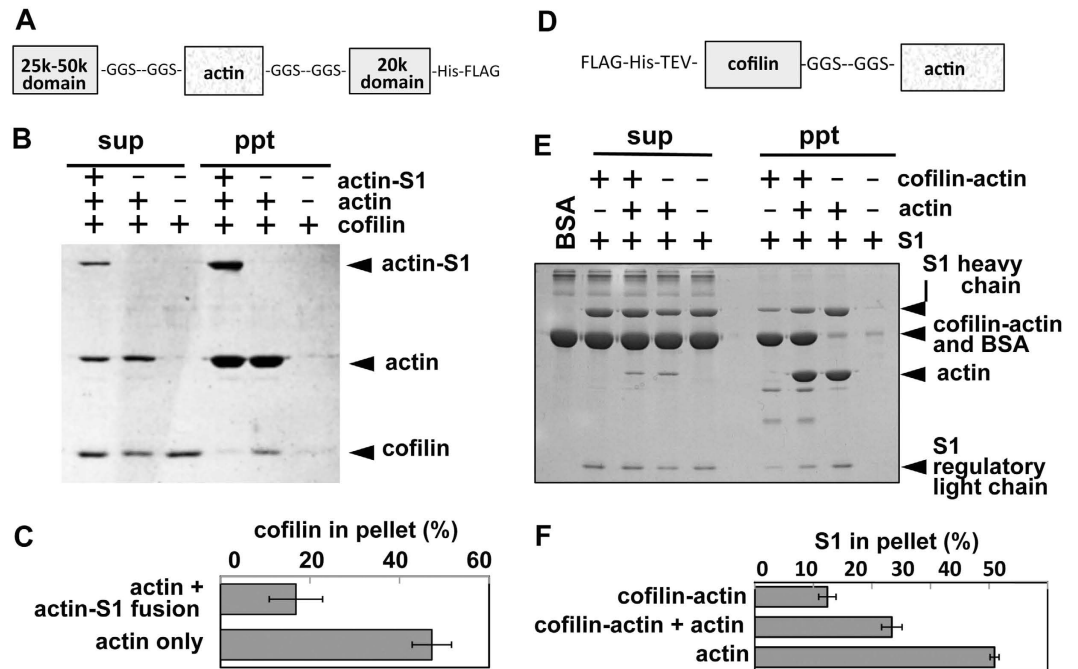 A
25k-50k
domain
-GGS--GGS-
actin
-GGS--GGS-
20k
domain
-His-FLAG
B
sup ppt
+ – – + – – actin-S1
+ + – + + – actin
+ + + + + + cofilin
actin-S1
actin
cofilin
C
cofilin in pellet (%)
0 20 40 60
actin +
actin-S1 fusion
actin only
D
FLAG-His-TEV-
cofilin
-GGS--GGS-
actin
E
sup ppt
BSA
+ + – – + + – – cofilin-actin
– + + – – + + – actin
+ + + + + + + + S1
S1 heavy
chain
cofilin-actin
and BSA
actin
S1
regulatory
light chain
F
S1 in pellet (%)
0 10 20 30 40 50
cofilin-actin
cofilin-actin + actin
actin